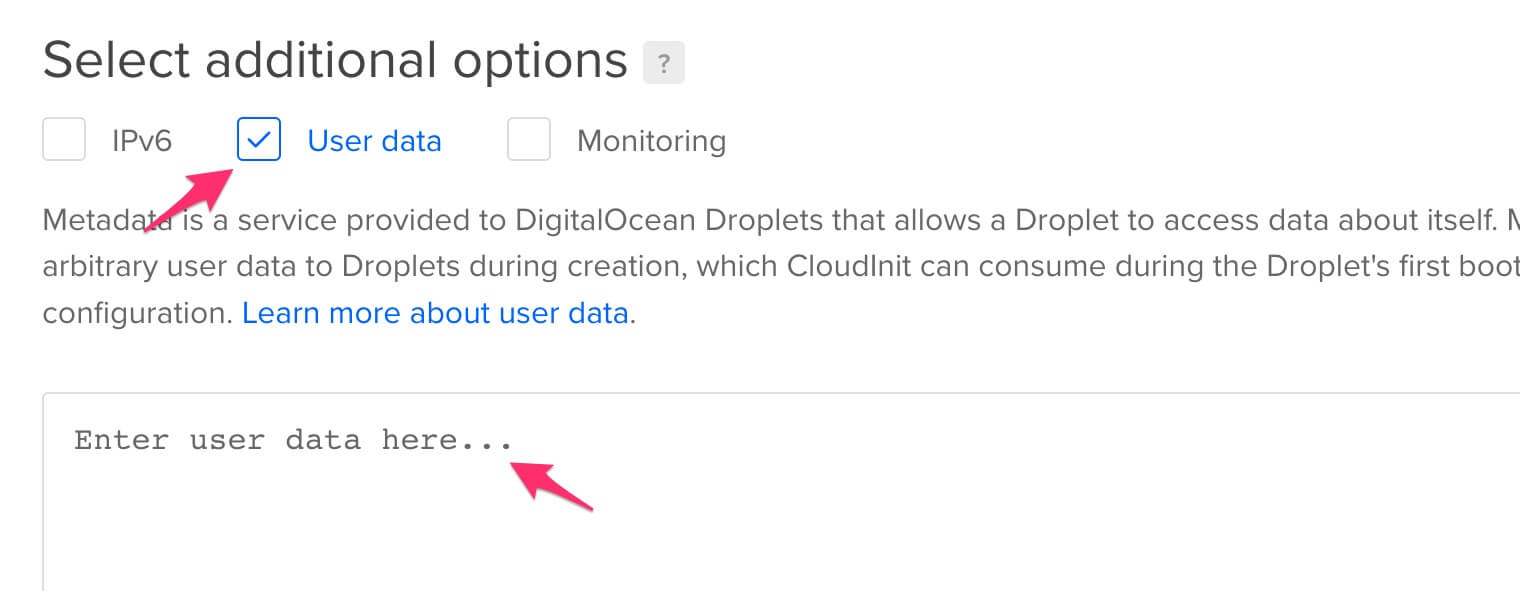 Select additional options ?
IPv6 User data Monitoring
Metadata is a service provided to DigitalOcean Droplets that allows a Droplet to access data about itself.
arbitrary user data to Droplets during creation, which CloudInit can consume during the Droplet's first boot
configuration. Learn more about user data.
Enter user data here...